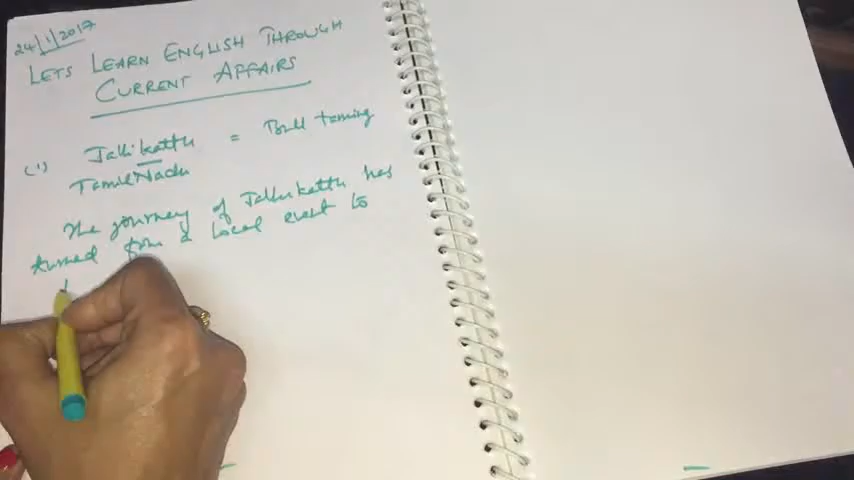 24/1/2017
LETS LEARN ENGLISH THROUGH
CURRENT AFFAIRS
(1) Jallikattu = Bull taming
TamilNadu
The journey of Jallikattu has
turned from a local event to